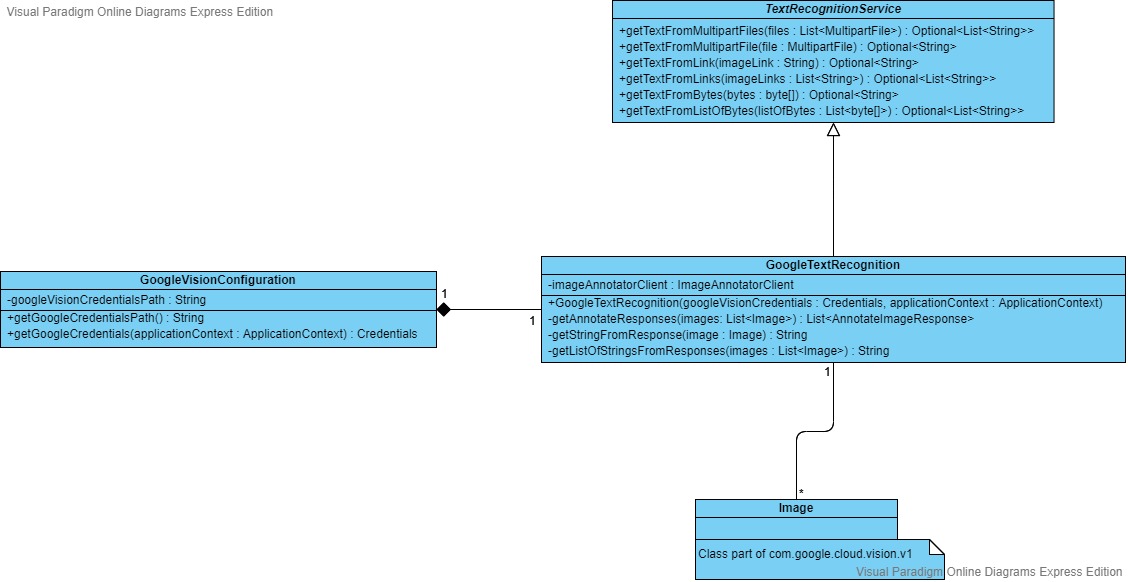 Visual Paradigm Online Diagrams Express Edition
TextRecognitionService
+getTextFromMultipartFiles(files : List<MultipartFile>) : Optional<List<String>>
+getTextFromMultipartFile(file : MultipartFile) : Optional<String>
+getTextFromLink(imageLink : String) : Optional<String>
+getTextFromLinks(imageLinks : List<String>) : Optional<List<String>>
+getTextFromBytes(bytes : byte[]) : Optional<String>
+getTextFromListOfBytes(listOfBytes : List<byte[]>) : Optional<List<String>>
GoogleVisionConfiguration
-googleVisionCredentialsPath : String
+getGoogleCredentialsPath() : String
+getGoogleCredentials(applicationContext : ApplicationContext) : Credentials
1
1
GoogleTextRecognition
-imageAnnotatorClient : ImageAnnotatorClient
+GoogleTextRecognition(googleVisionCredentials : Credentials, applicationContext : ApplicationContext)
-getAnnotateResponses(images: List<Image>) : List<AnnotateImageResponse>
-getStringFromResponse(image : Image) : String
-getListOfStringsFromResponses(images : List<Image>) : String
1
*
Image
Class part of com.google.cloud.vision.v1
Visual Paradigm Online Diagrams Express Edition